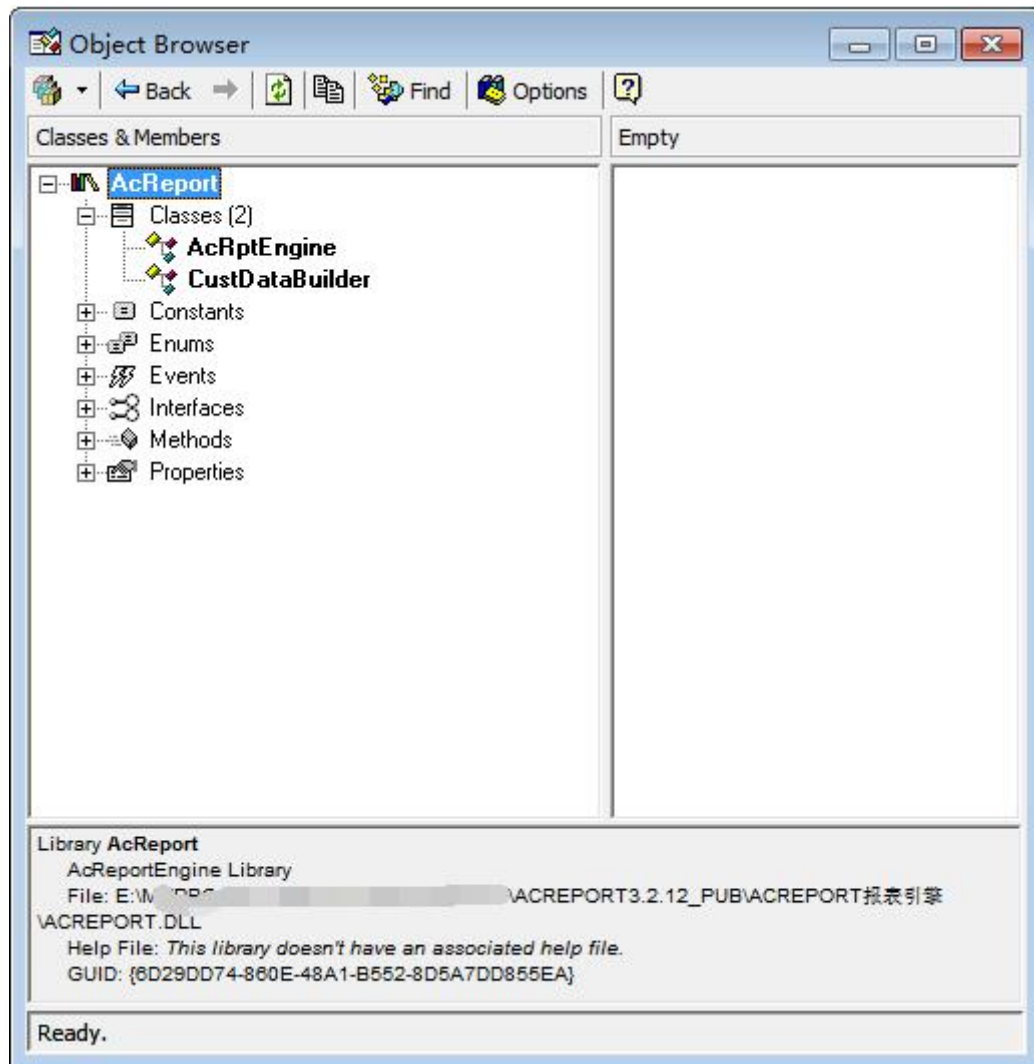 Object Browser
Back Find Options
Classes & Members Empty
AcReport
Classes (2)
AcRptEngine
CustDataBuilder
Constants
Enums
Events
Interfaces
Methods
Properties
Library AcReport
AcReportEngine Library
File: E:\ \ACREPORT3.2.12_PUB\ACREPORT报表引擎
\ACREPORT.DLL
Help File: This library doesn't have an associated help file.
GUID: {6D29DD74-860E-48A1-B552-8D5A7DD855EA}
Ready.